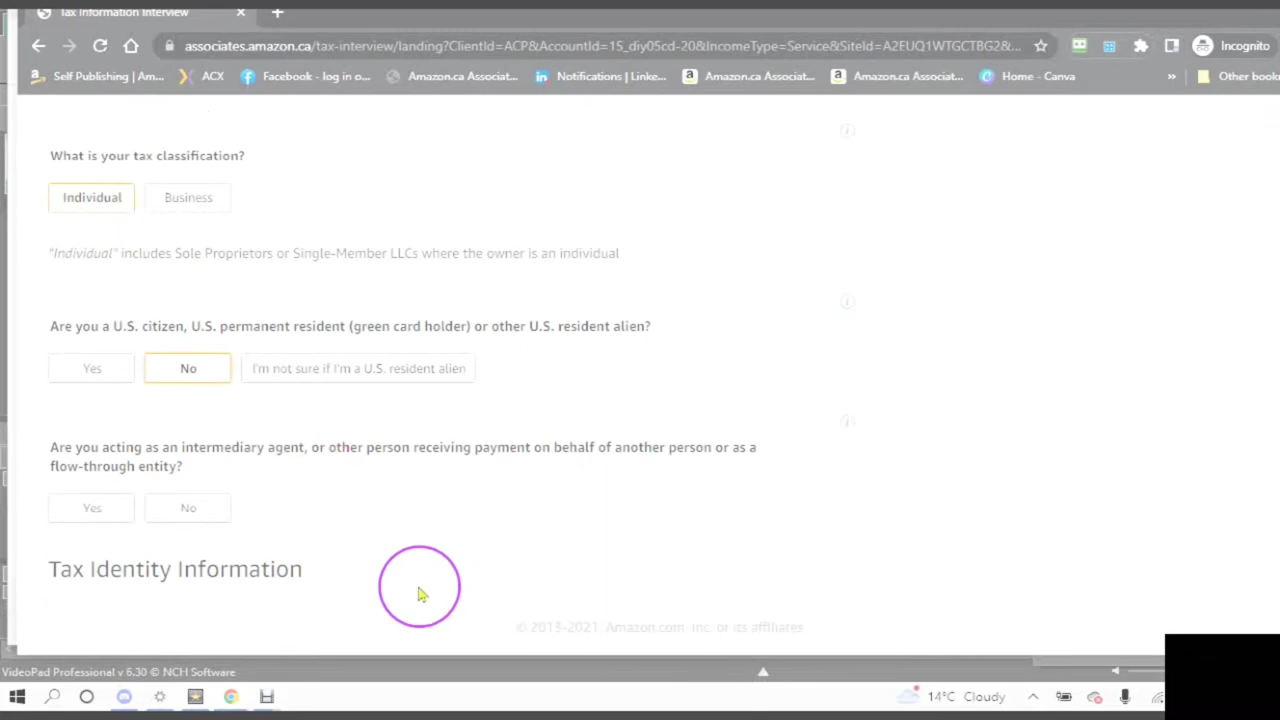 Tax Information Interview
associates.amazon.ca/tax-interview/landing?ClientId=ACP&AccountId=15_diy05cd-20&IncomeType=Service&SiteId=A2EUQ1WTGCTBG2&... Incognito
Self Publishing | Am... ACX Facebook - log in o... Amazon.ca Associat... Notifications | Linke... Amazon.ca Associat... Amazon.ca Associat... Home - Canva » Other book
What is your tax classification?
Individual Business
"Individual" includes Sole Proprietors or Single-Member LLCs where the owner is an individual
Are you a U.S. citizen, U.S. permanent resident (green card holder) or other U.S. resident alien?
Yes No I'm not sure if I'm a U.S. resident alien
Are you acting as an intermediary agent, or other person receiving payment on behalf of another person or as a
flow-through entity?
Yes No
Tax Identity Information
© 2013-2021, Amazon.com, Inc. or its affiliates
VideoPad Professional v 6.30 © NCH Software
14°C Cloudy